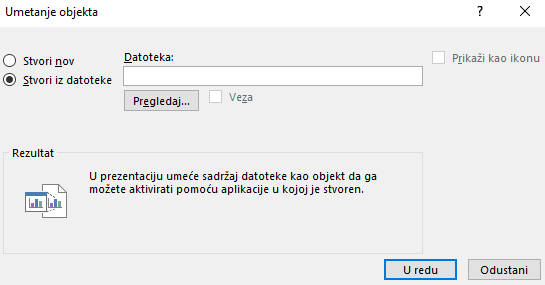 Umetanje objekta
? ×
Stvori nov
Stvori iz datoteke
Datoteka:
Pregledaj...
Veza
Prikaži kao ikonu
Rezultat
U prezentaciju umeće sadržaj datoteke kao objekt da ga
možete aktivirati pomoću aplikacije u kojoj je stvoren.
U redu
Odustani